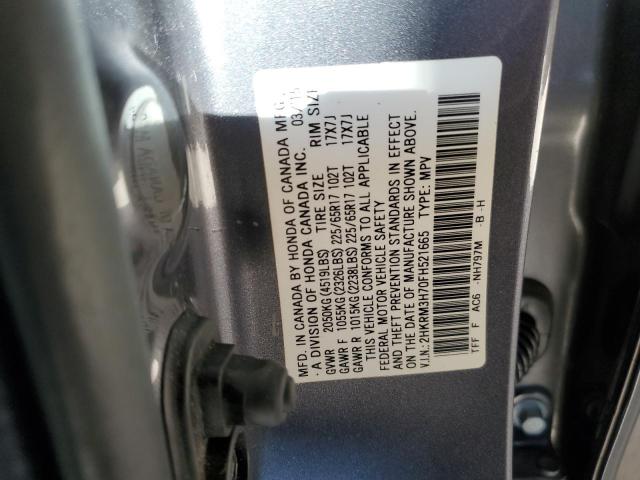 MFD. IN CANADA BY HONDA OF CANADA MFG.
- A DIVISION OF HONDA CANADA INC. 03/
TIRE SIZE RIM SIZE
GVWR 2050KG(4519LBS)
GAWR F 1055KG(2326LBS) 225/65R17 102T 17X7J
GAWR R 1015KG(2238LBS) 225/65R17 102T 17X7J
THIS VEHICLE CONFORMS TO ALL APPLICABLE
FEDERAL MOTOR VEHICLE SAFETY
AND THEFT PREVENTION STANDARDS IN EFFECT
ON THE DATE OF MANUFACTURE SHOWN ABOVE.
V.I.N.: 2HKRM3H70FH521665 TYPE: MPV
TFF F AC6 -NH797M -B -H